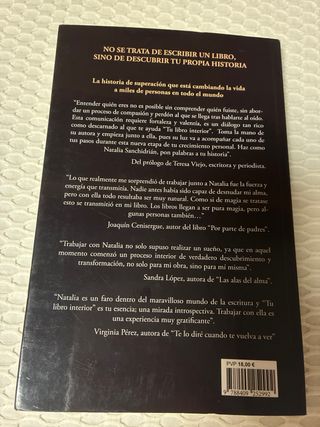 NO SE TRATA DE ESCRIBIR UN LIBRO,
SINO DE DESCUBRIR TU PROPIA HISTORIA
La historia de superación que está cambiando la vida
a miles de personas en todo el mundo
"Entender quién eres no es posible sin comprender quién fuiste, sin abor-
dar un proceso de compasión y perdón al que se llega tras hablarte al oído.
Esta comunicación requiere fortaleza y valentía, es un diálogo tan rico
como descarnado al que te ayuda "Tu libro interior". Toma la mano de
su autora y empieza junto a ella, pues su luz va a acompañar cada uno de
tus pasos durante esta nueva etapa de tu crecimiento personal. Haz como
Natalia Sanchidrián, pon palabras a tu historia".
Del prólogo de Teresa Viejo, escritora y periodista.
"Lo que realmente me sorprendió de trabajar junto a Natalia fue la fuerza y
energía que transmitía. Nadie antes había sido capaz de desnudar mi alma,
pero con ella todo resultaba ser muy natural. Como si de magia se tratase
esto se transmitió en mi libro. Los libros llegan a ser pura magia, pero al-
gunas personas también…"
Joaquín Cenisergue, autor del libro "Por parte de padres".
"Trabajar con Natalia no solo supuso realizar un sueño, ya que en aquel
momento comenzó un proceso interior de verdadero descubrimiento y
transformación, no solo para mi obra, sino para mí misma".
Sandra López, autora de "Las alas del alma".
"Natalia es un faro dentro del maravilloso mundo de la escritura y "Tu
libro interior" es tu esencia; una mirada introspectiva. Trabajar con ella es
una experiencia muy gratificante".
Virginia Pérez, autora de "Te lo diré cuando te vuelva a ver"
PVP 18,00 €
9 788409 252992